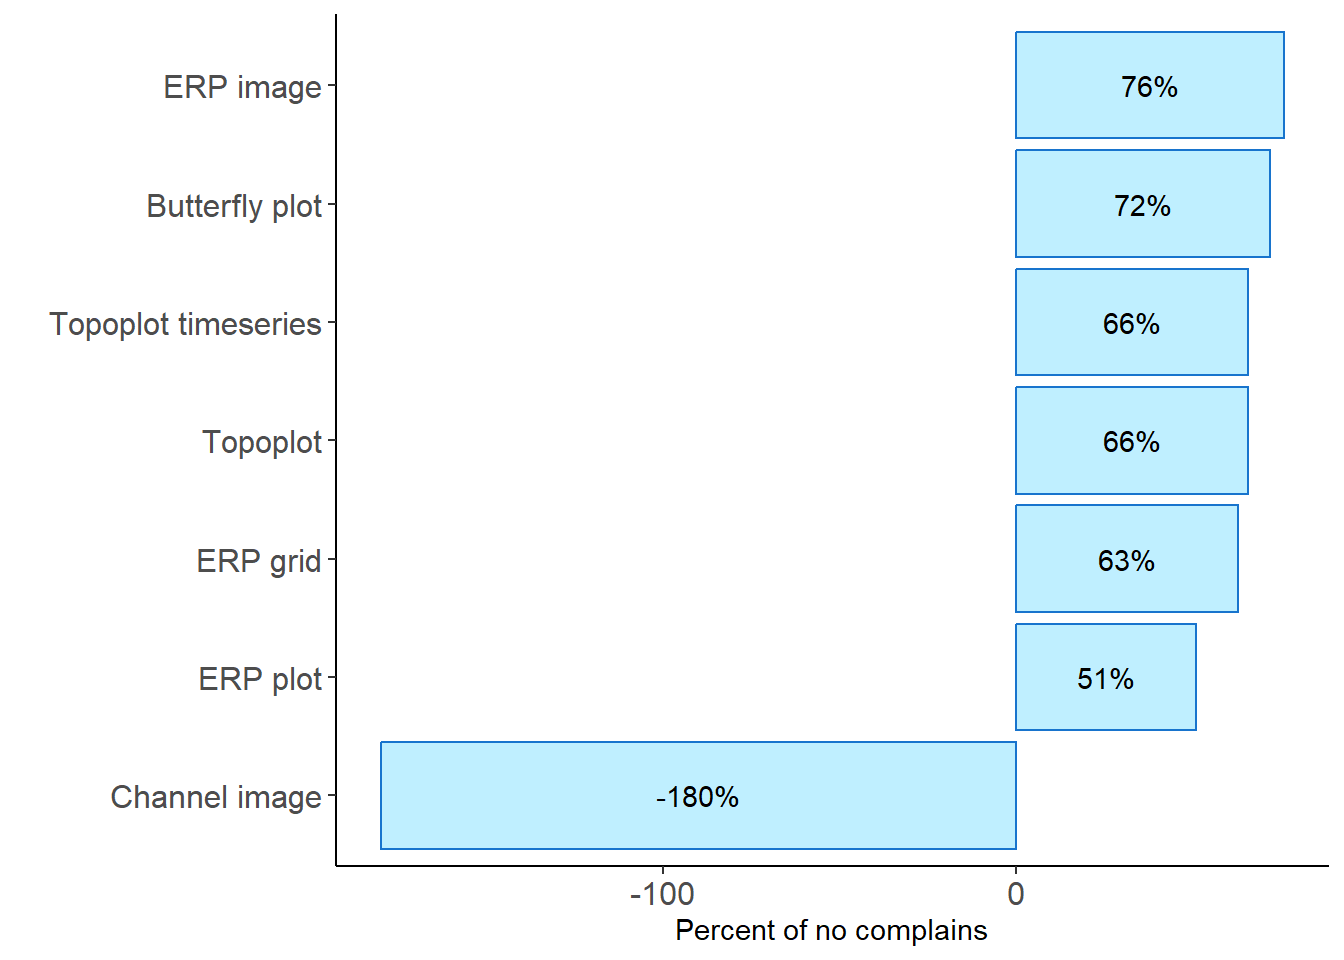 ERP image
76%
Butterfly plot
72%
Topoplot timeseries
66%
Topoplot
66%
ERP grid
63%
ERP plot
51%
Channel image
-180%
-100
0
Percent of no complains